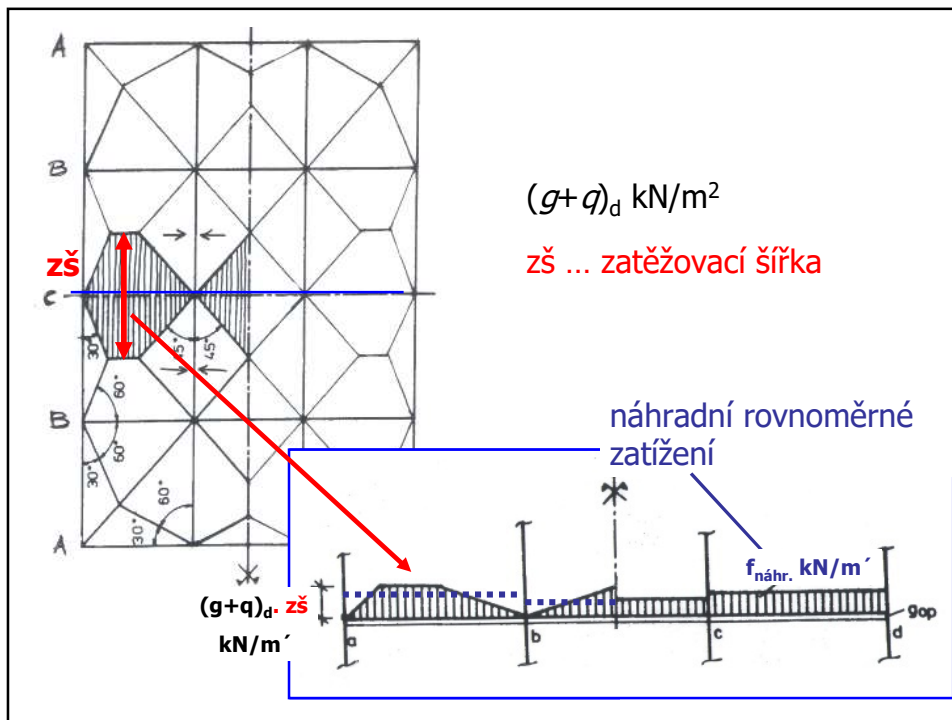 A
B
zš
c
30°
45°
45°
60°
B
60°
30°
60°
30°
A
(g+q)d kN/m²
zš ... zatěžovací šířka
náhradní rovnoměrné
zatížení
fnáhr. kN/m´
(g+q)d. zš
kN/m´
gop
a
b
c
d